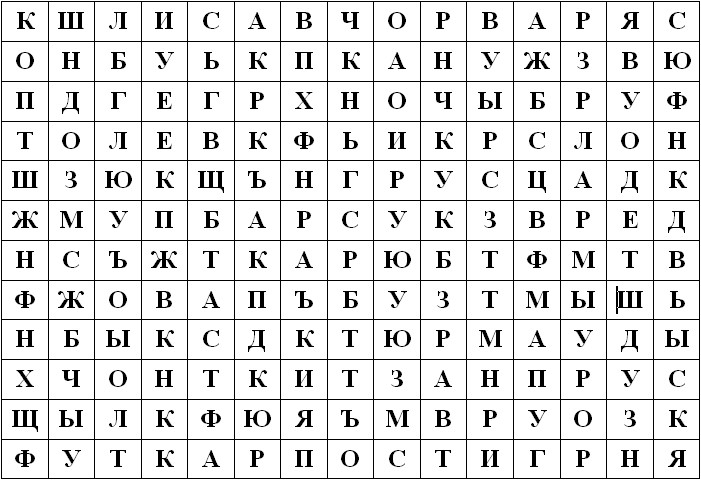 К Ш Л И С А В Ч О Р В А Р Я С
О Н Б У Ь К П К А Н У Ж З В Ю
П Д Г Е Г Р Х Н О Ч Ы Б Р У Ф
Т О Л Е В К Ф Ь И К Р С Л О Н
Ш З Ю К Щ Ъ Н Г Р У С Ц А Д К
Ж М У П Б А Р С У К З В Р Е Д
Н С Ъ Ж Т К А Р Ю Б Т Ф М Т В
Ф Ж О В А П Ъ Б У З Т М Ы Ш Ь
Н Б Ы К С Д К Т Ю Р М А У Д Ы
Х Ч О Н Т К И Т З А Н П Р У С
Щ Ы Л К Ф Ю Я Ъ М В Р У О З К
Ф У Т К А Р П О С Т И Г Р Н Я